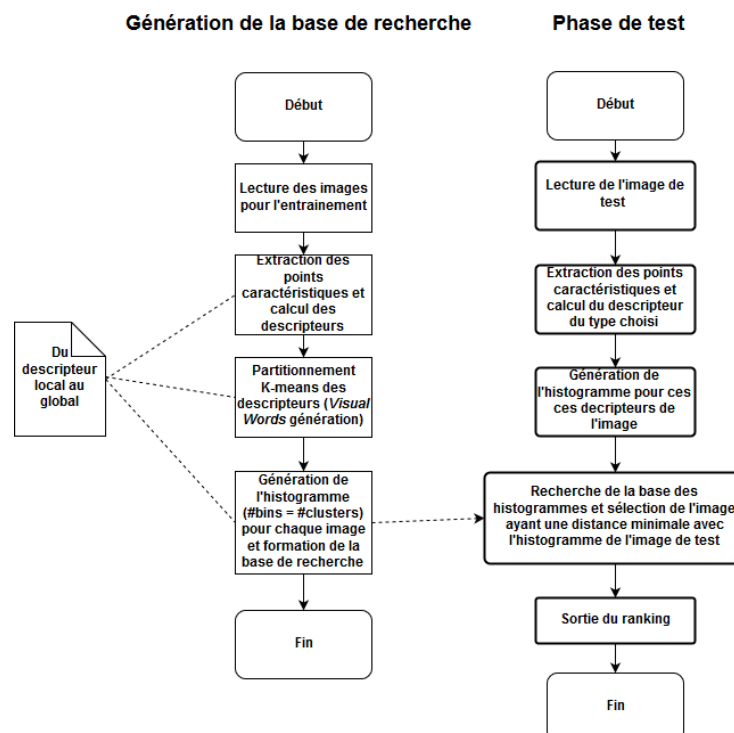 Génération de la base de recherche
Début
Lecture des images
pour l'entrainement
Extraction des
points
caractéristiques et
calcul des
descripteurs
Du
descripteur
local au
global
Partitionnement
K-means des
descripteurs (Visual
Words génération)
Génération de
l'histogramme
(#bins = #clusters)
pour chaque image
et formation de la
base de recherche
Fin
Phase de test
Début
Lecture de l'image de
test
Extraction des points
caractéristiques et
calcul du descripteur
du type choisi
Génération de
l'histogramme pour ces
ces decripteurs de
l'image
Recherche de la base des
histogrammes et sélection de l'image
ayant une distance minimale avec
l'histogramme de l'image de test
Sortie du ranking
Fin